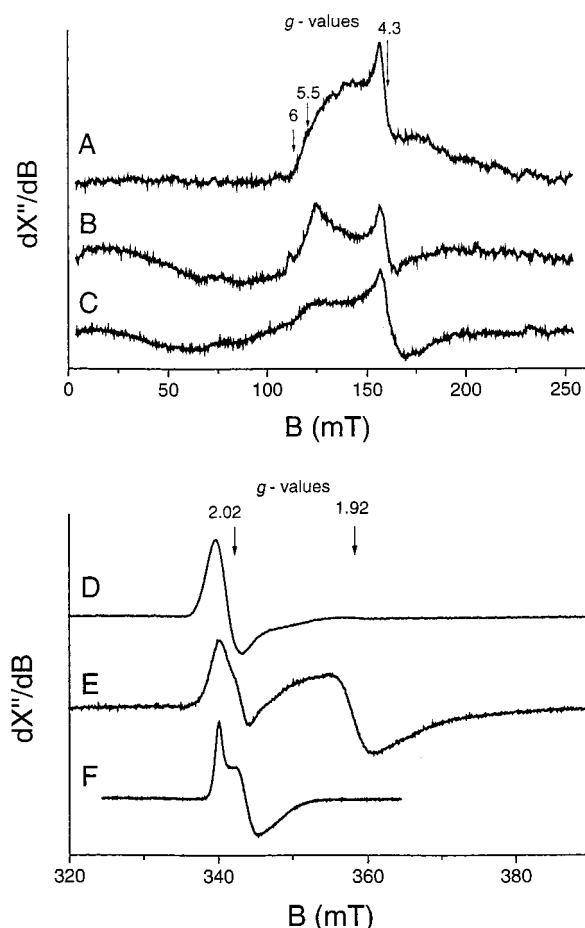 g - values
4.3
5.5
6
A
B
C
dX"/dB
0 50 100 150 200 250
B (mT)
g - values
2.02 1.92
D
E
F
dX"/dB
320 340 360 380
B (mT)